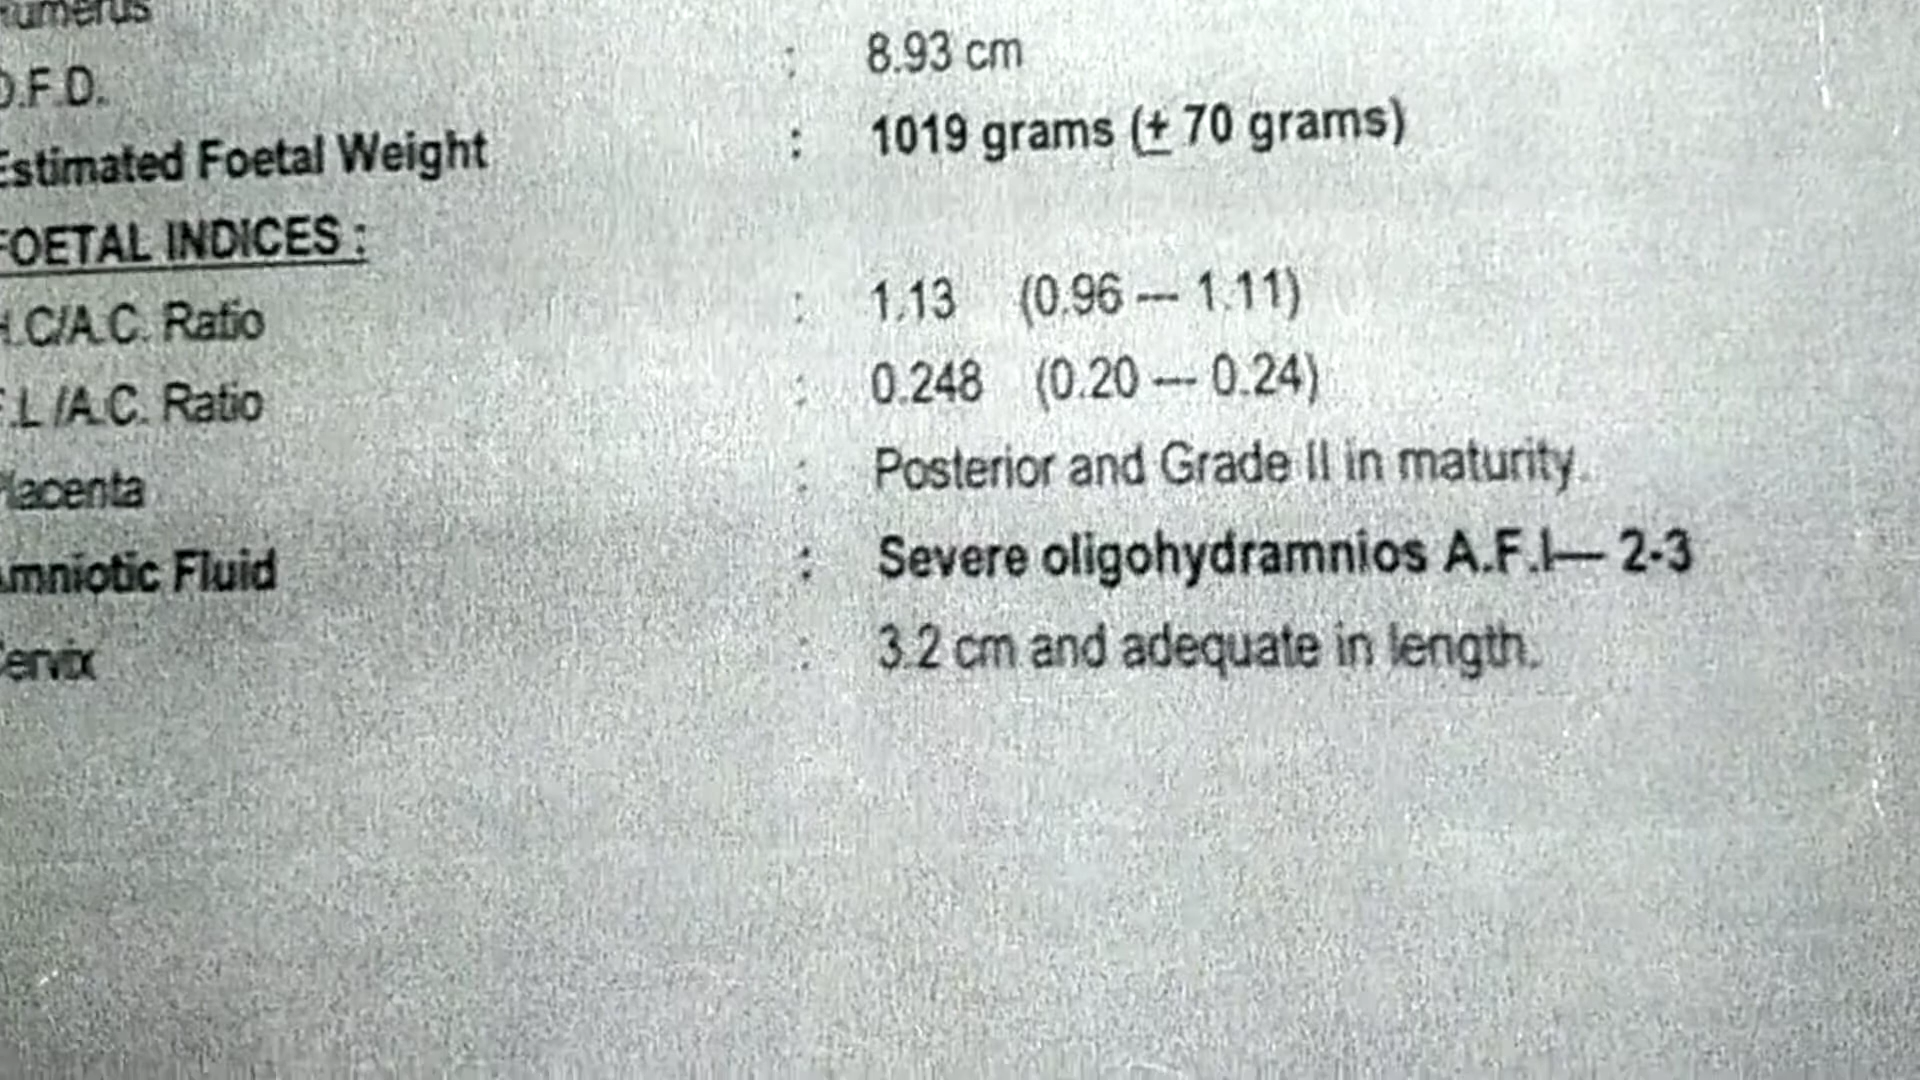 umerus
O.F.D. : 8.93 cm
Estimated Foetal Weight : 1019 grams (± 70 grams)
FOETAL INDICES :
H.C/A.C. Ratio : 1.13 (0.96 — 1.11)
F.L /A.C. Ratio : 0.248 (0.20 — 0.24)
Placenta : Posterior and Grade II in maturity.
Amniotic Fluid : Severe oligohydramnios A.F.I— 2-3
Cervix : 3.2 cm and adequate in length.